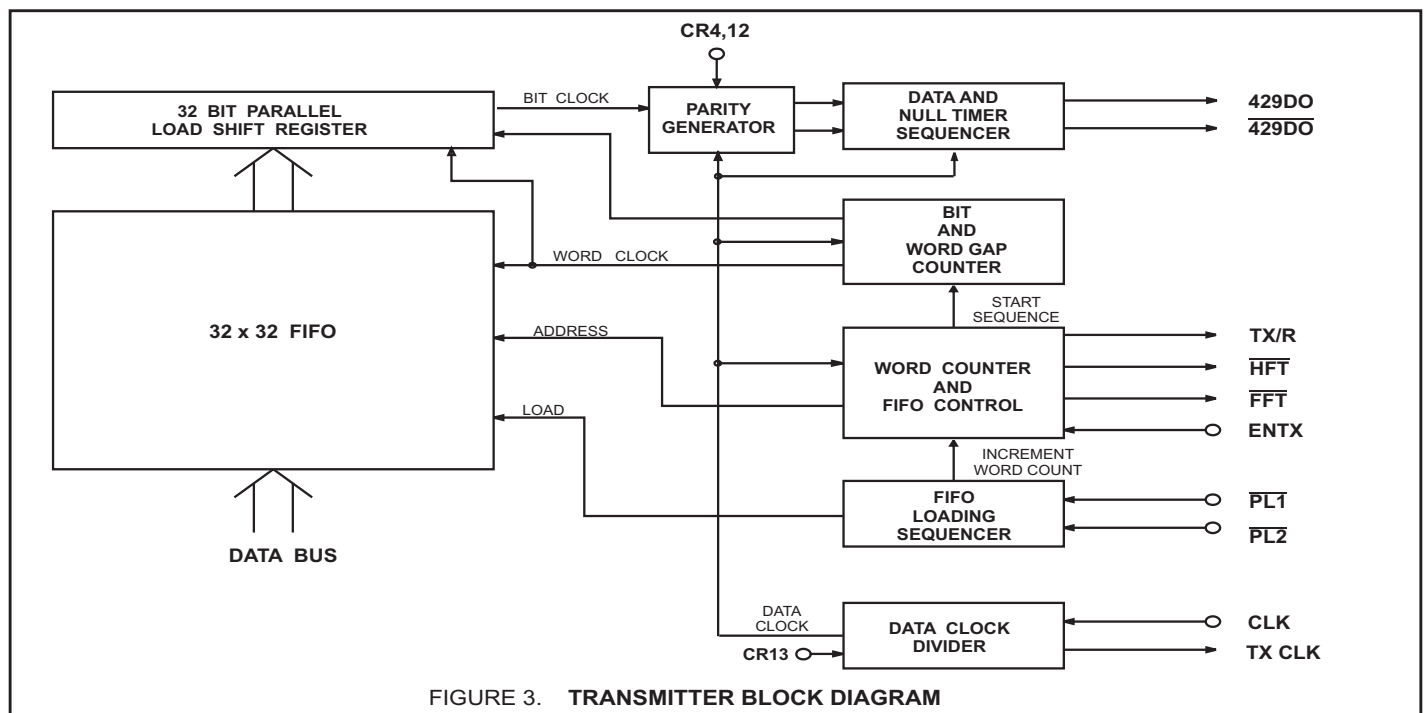 CR4,12
32 BIT PARALLEL
LOAD SHIFT REGISTER
BIT CLOCK
PARITY
GENERATOR
DATA AND
NULL TIMER
SEQUENCER
429DO
429DO
BIT
AND
WORD GAP
COUNTER
WORD CLOCK
START
SEQUENCE
32 x 32 FIFO
ADDRESS
WORD COUNTER
AND
FIFO CONTROL
TX/R
HFT
FFT
ENTX
LOAD
INCREMENT
WORD COUNT
FIFO
LOADING
SEQUENCER
PL1
PL2
DATA BUS
DATA
CLOCK
CR13
DATA CLOCK
DIVIDER
CLK
TX CLK
FIGURE 3. TRANSMITTER BLOCK DIAGRAM